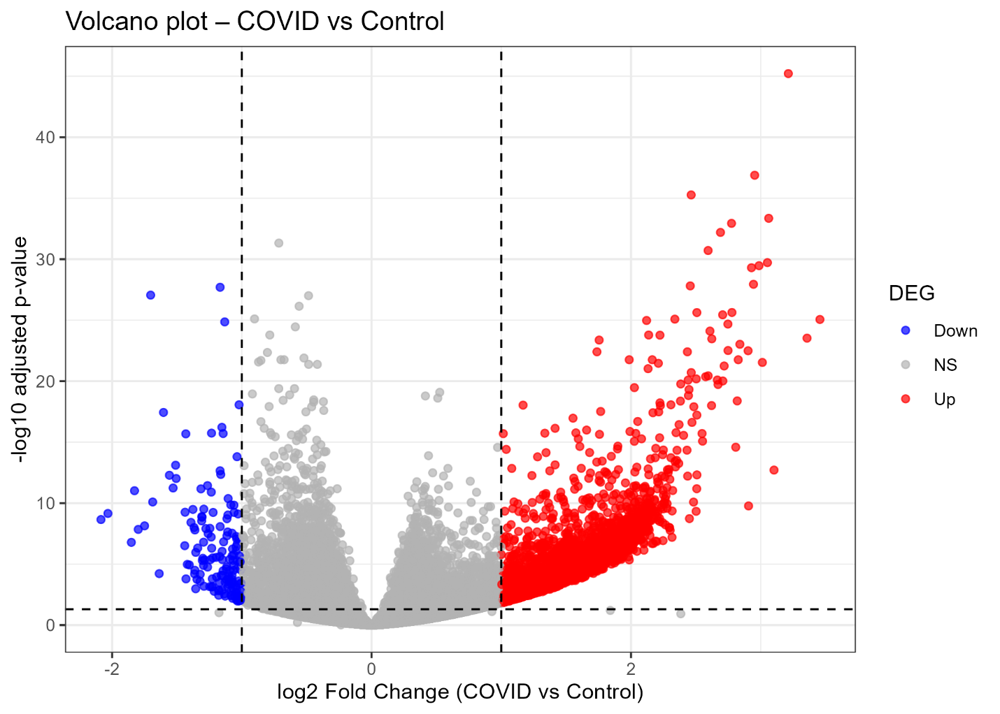 Volcano plot – COVID vs Control
-log10 adjusted p-value
40
30
20
10
0
-2
0
2
log2 Fold Change (COVID vs Control)
DEG
Down
NS
Up